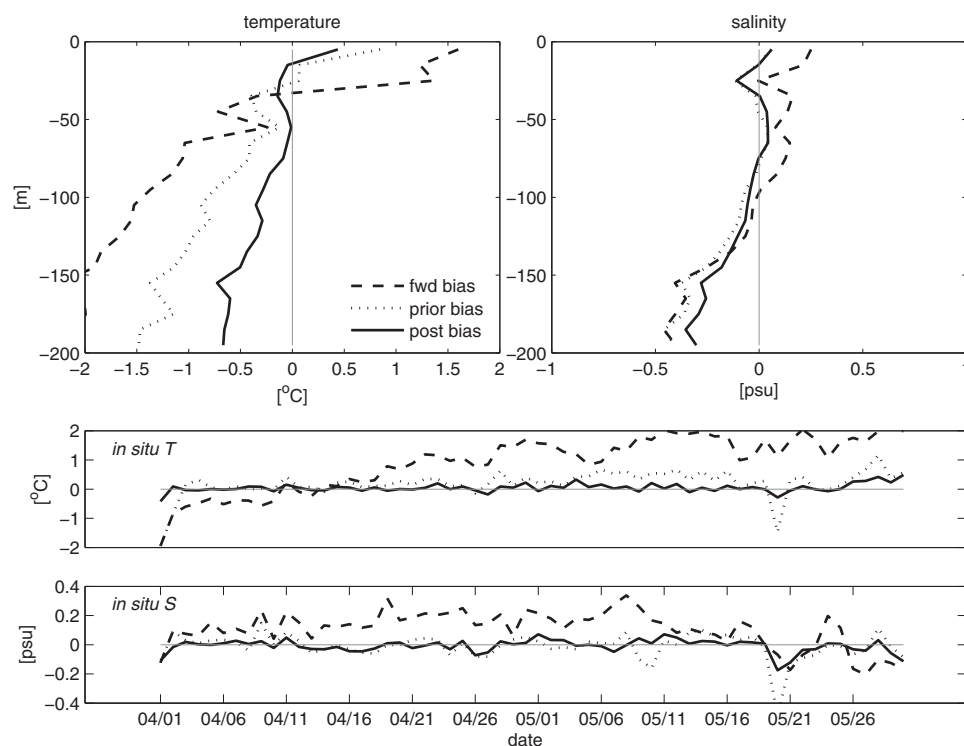 temperature
0
−50
−100
−150
−200
[m]
−2 −1.5 −1 −0.5 0 0.5 1 1.5 2
[°C]
fwd bias
prior bias
post bias
salinity
0
−50
−100
−150
−200
−1 −0.5 0 0.5 1
[psu]
in situ T
2
1
0
−1
−2
[°C]
in situ S
0.4
0.2
0
−0.2
−0.4
[psu]
04/01 04/06 04/11 04/16 04/21 04/26 05/01 05/06 05/11 05/16 05/21 05/26
date